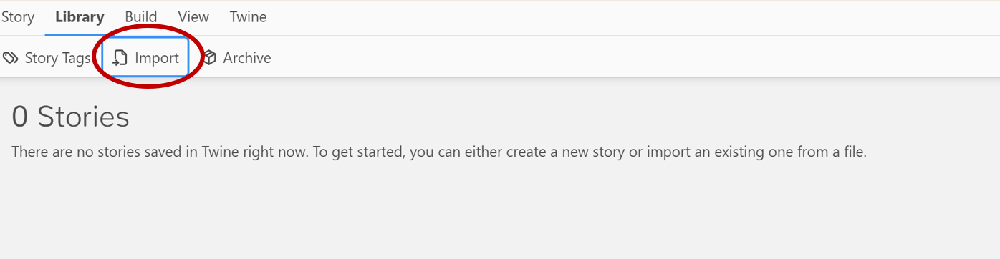 Story Library Build View Twine
Story Tags Import Archive
0 Stories
There are no stories saved in Twine right now. To get started, you can either create a new story or import an existing one from a file.